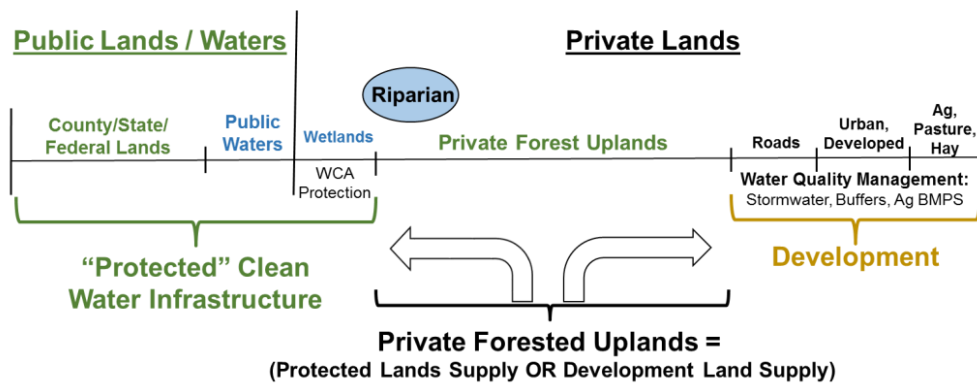 Public Lands / Waters
Private Lands
Riparian
County/State/
Federal Lands
Public
Waters
Wetlands
Private Forest Uplands
Roads
Urban,
Developed
Ag,
Pasture,
Hay
WCA
Protection
Water Quality Management:
Stormwater, Buffers, Ag BMPS
“Protected” Clean
Water Infrastructure
Development
Private Forested Uplands =
(Protected Lands Supply OR Development Land Supply)